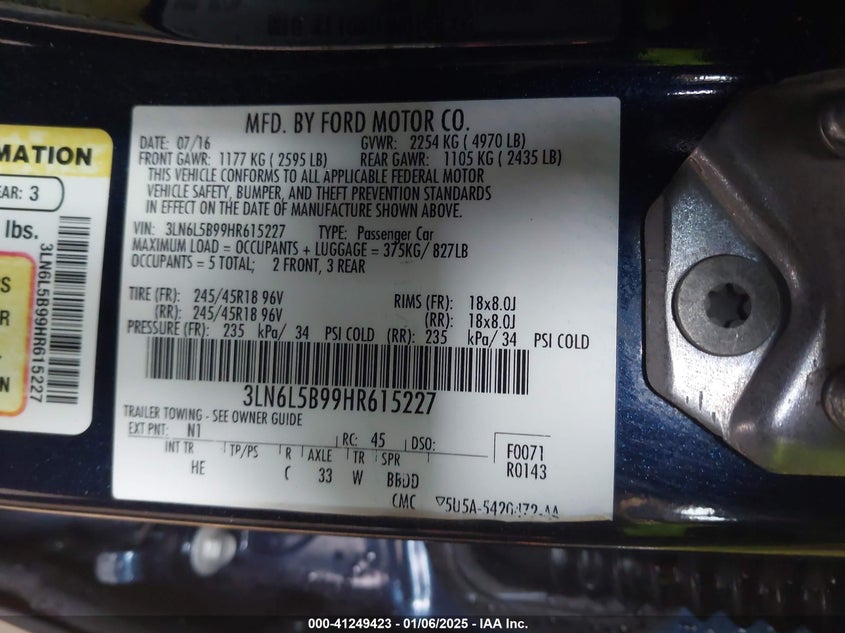 MFD. BY FORD MOTOR CO.
DATE: 07/16 GVWR: 2254 KG ( 4970 LB)
FRONT GAWR: 1177 KG ( 2595 LB) REAR GAWR: 1105 KG ( 2435 LB)
THIS VEHICLE CONFORMS TO ALL APPLICABLE FEDERAL MOTOR
VEHICLE SAFETY, BUMPER, AND THEFT PREVENTION STANDARDS
IN EFFECT ON THE DATE OF MANUFACTURE SHOWN ABOVE.
VIN: 3LN6L5B99HR615227 TYPE: Passenger Car
MAXIMUM LOAD = OCCUPANTS + LUGGAGE = 375KG/ 827LB
OCCUPANTS = 5 TOTAL; 2 FRONT, 3 REAR
TIRE (FR): 245/45R18 96V RIMS (FR): 18x8.0J
(RR): 245/45R18 96V (RR): 18x8.0J
PRESSURE (FR): 235 kPa/ 34 PSI COLD (RR): 235 kPa/ 34 PSI COLD
3LN6L5B99HR615227
TRAILER TOWING - SEE OWNER GUIDE
EXT PNT: N1 RC: 45 DSO: F0071
INT TR TP/PS R AXLE TR SPR R0143
HE C 33 W BBDD
CMC
MATION
EAR: 3
lbs.
S
R
N
3LN6L5B99HR615227
000-41249423 - 01/06/2025 - IAA Inc.